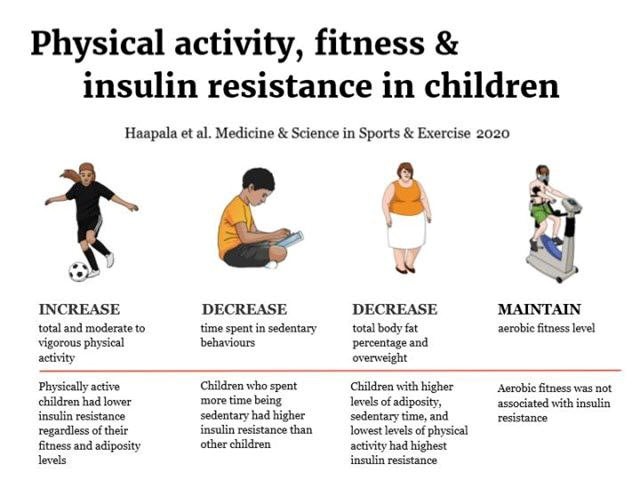 Physical activity, fitness &
insulin resistance in children
Haapala et al. Medicine & Science in Sports & Exercise 2020
INCREASE
total and moderate to
vigorous physical
activity
DECREASE
time spent in sedentary
behaviours
DECREASE
total body fat
percentage and
overweight
MAINTAIN
aerobic fitness level
Physically active
children had lower
insulin resistance
regardless of their
fitness and adiposity
levels
Children who spent
more time being
sedentary had higher
insulin resistance than
other children
Children with higher
levels of adiposity,
sedentary time, and
lowest levels of physical
activity had highest
insulin resistance
Aerobic fitness was not
associated with insulin
resistance